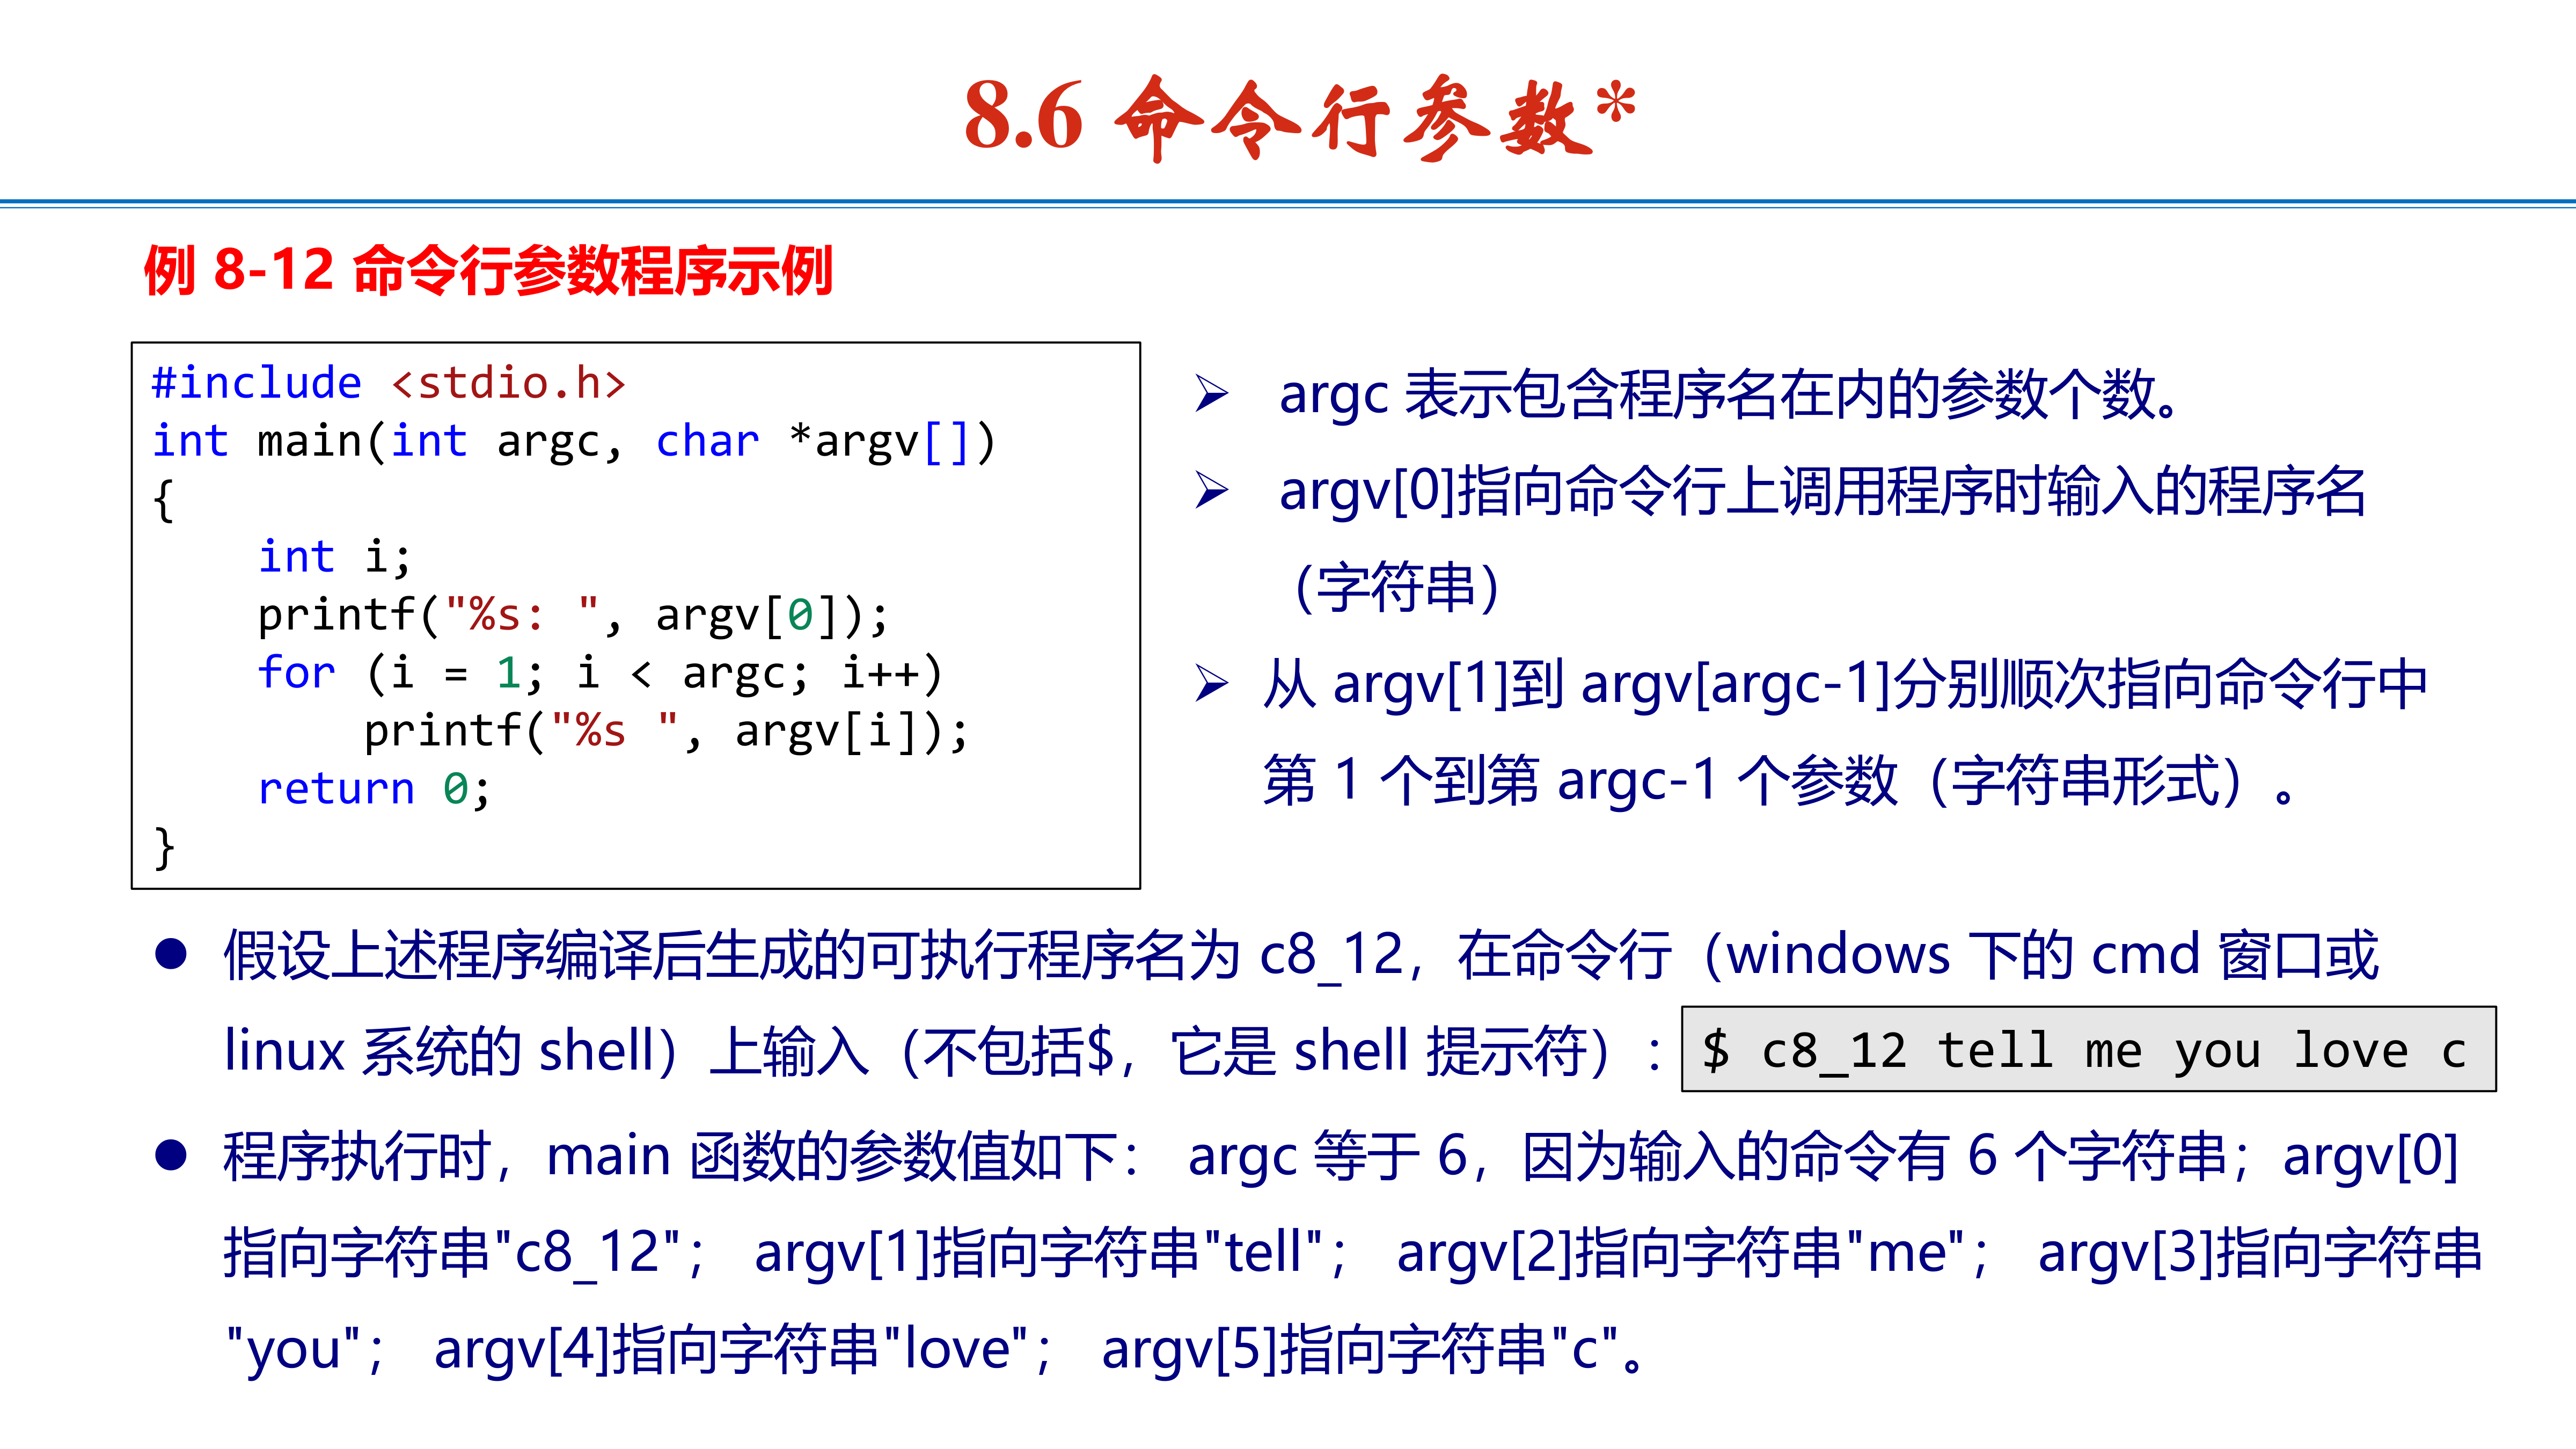 8.6 命令行参数*
例 8-12 命令行参数程序示例
#include <stdio.h>
int main(int argc, char *argv[])
{
    int i;
    printf("%s: ", argv[0]);
    for (i = 1; i < argc; i++)
        printf("%s ", argv[i]);
    return 0;
}
➢ argc 表示包含程序名在内的参数个数。
➢ argv[0]指向命令行上调用程序时输入的程序名
（字符串）
➢ 从 argv[1]到 argv[argc-1]分别顺次指向命令行中
第 1 个到第 argc-1 个参数（字符串形式）。
● 假设上述程序编译后生成的可执行程序名为 c8_12，在命令行（windows 下的 cmd 窗口或
linux 系统的 shell）上输入（不包括$，它是 shell 提示符）：
$ c8_12 tell me you love c
● 程序执行时，main 函数的参数值如下： argc 等于 6，因为输入的命令有 6 个字符串；argv[0]
指向字符串"c8_12"； argv[1]指向字符串"tell"； argv[2]指向字符串"me"； argv[3]指向字符串
"you"； argv[4]指向字符串"love"； argv[5]指向字符串"c"。